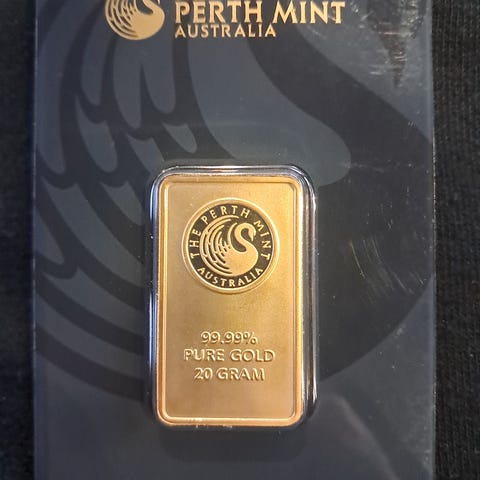 PERTH MINT
AUSTRALIA
THE PERTH MINT
AUSTRALIA
99.99%
PURE GOLD
20 GRAM